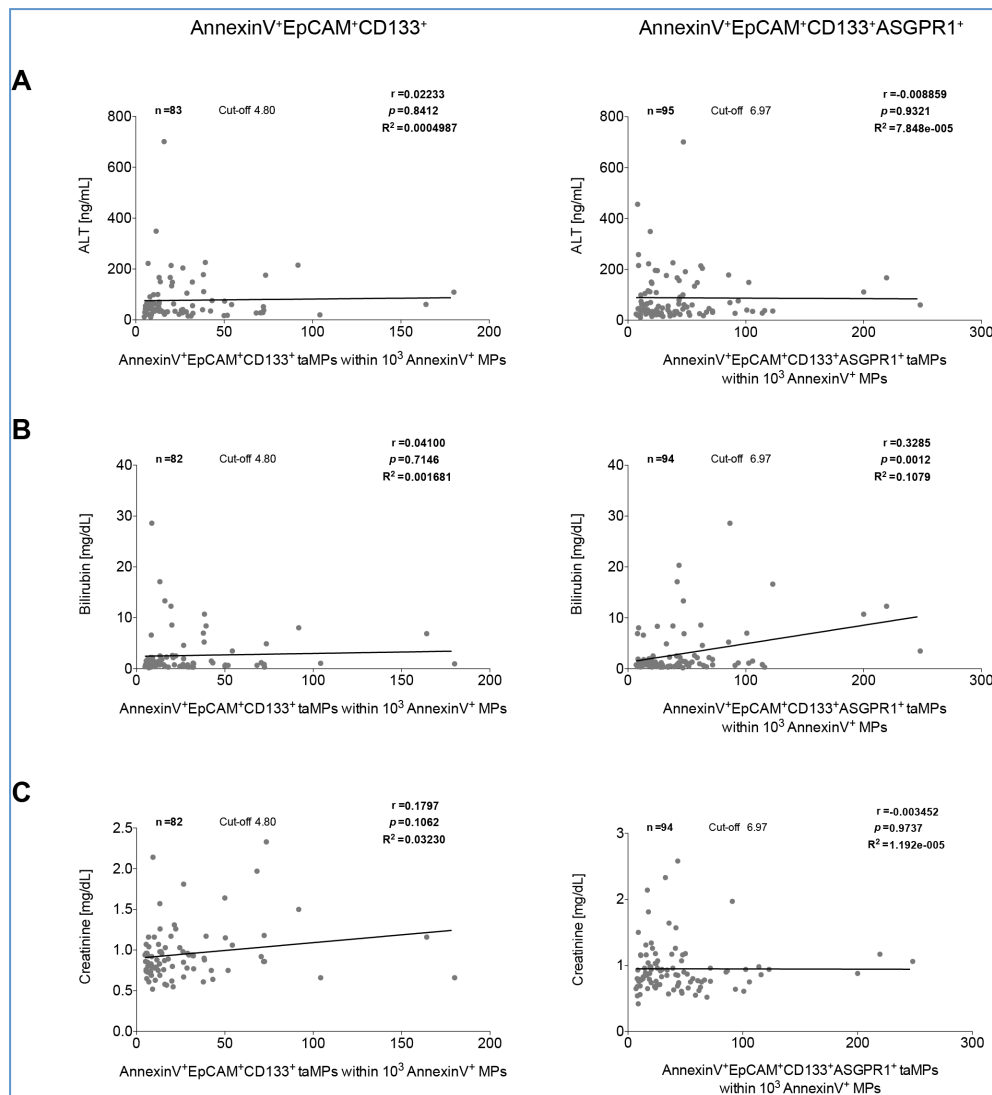 AnnexinV⁺EpCAM⁺CD133⁺
AnnexinV⁺EpCAM⁺CD133⁺ASGPR1⁺
A
n =83 Cut-off 4.80
r =0.02233
p =0.8412
R² =0.0004987
800
600
400
200
0
ALT [ng/mL]
0 50 100 150 200
AnnexinV⁺EpCAM⁺CD133⁺ taMPs within 10³ AnnexinV⁺ MPs
n =95 Cut-off 6.97
r =-0.008859
p =0.9321
R² =7.848e-005
800
600
400
200
0
ALT [ng/mL]
0 100 200 300
AnnexinV⁺EpCAM⁺CD133⁺ASGPR1⁺ taMPs
within 10³ AnnexinV⁺ MPs
B
n =82 Cut-off 4.80
r =0.04100
p =0.7146
R² =0.001681
40
30
20
10
0
Bilirubin [mg/dL]
0 50 100 150 200
AnnexinV⁺EpCAM⁺CD133⁺ taMPs within 10³ AnnexinV⁺ MPs
n =94 Cut-off 6.97
r =0.3285
p =0.0012
R² =0.1079
40
30
20
10
0
Bilirubin [mg/dL]
0 100 200 300
AnnexinV⁺EpCAM⁺CD133⁺ASGPR1⁺ taMPs
within 10³ AnnexinV⁺ MPs
C
n =82 Cut-off 4.80
r =0.1797
p =0.1062
R² =0.03230
2.5
2.0
1.5
1.0
0.5
0.0
Creatinine [mg/dL]
0 50 100 150 200
AnnexinV⁺EpCAM⁺CD133⁺ taMPs within 10³ AnnexinV⁺ MPs
n =94 Cut-off 6.97
r =-0.003452
p =0.9737
R² =1.192e-005
3
2
1
0
Creatinine [mg/dL]
0 100 200 300
AnnexinV⁺EpCAM⁺CD133⁺ASGPR1⁺ taMPs
within 10³ AnnexinV⁺ MPs